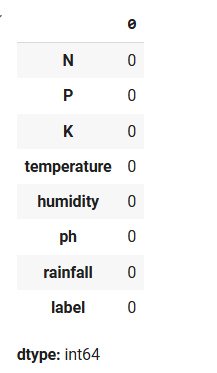 0
N 0
P 0
K 0
temperature 0
humidity 0
ph 0
rainfall 0
label 0
dtype: int64